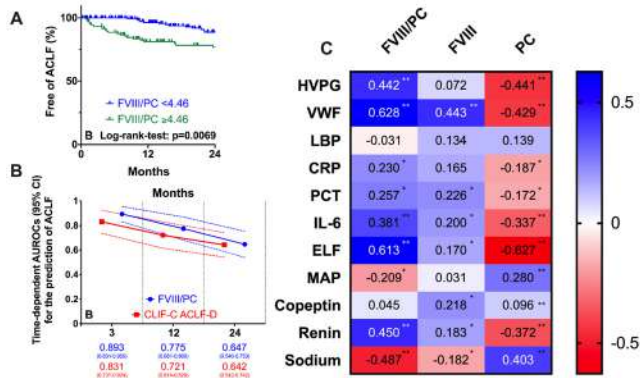 A
Free of ACLF (%)
100
50
0
FVIII/PC <4.46
FVIII/PC ≥4.46
B
Log-rank-test: p=0.0069
0 12 24
Months
B
Months
Time-dependent AUROCs (95% CI)
for the prediction of ACLF
1
0.8
0.6
0.4
0.2
0
FVIII/PC
CLIF-C ACLF-D
B
3 12 24
0.893 0.775 0.647
0.831 0.721 0.642
C
FVIII/PC FVIII PC
HVPG 0.442 ** 0.072 -0.441 **
VWF 0.628 ** 0.443 ** -0.429 **
LBP -0.031 0.134 0.139
CRP 0.230 * 0.165 -0.187 *
PCT 0.257 * 0.226 * -0.172 *
IL-6 0.381 ** 0.200 * -0.337 **
ELF 0.613 ** 0.170 * -0.627 **
MAP -0.209 * 0.031 0.280 **
Copeptin 0.045 0.218 * 0.096 **
Renin 0.450 ** 0.183 * -0.372 **
Sodium -0.487 ** -0.182 * 0.403 **
0.5
0
-0.5